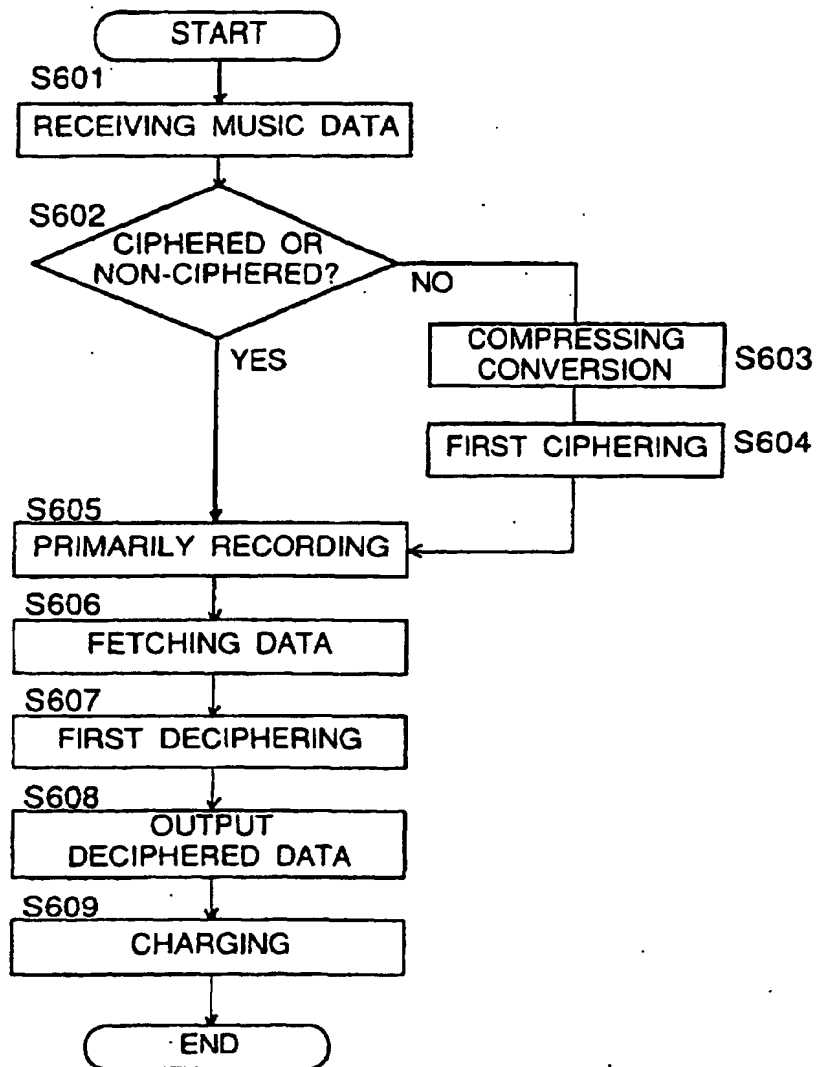 START
S601
RECEIVING MUSIC DATA
S602
CIPHERED OR
NON-CIPHERED?
NO
YES
COMPRESSING
CONVERSION
S603
FIRST CIPHERING
S604
S605
PRIMARILY RECORDING
S606
FETCHING DATA
S607
FIRST DECIPHERING
S608
OUTPUT
DECIPHERED DATA
S609
CHARGING
END